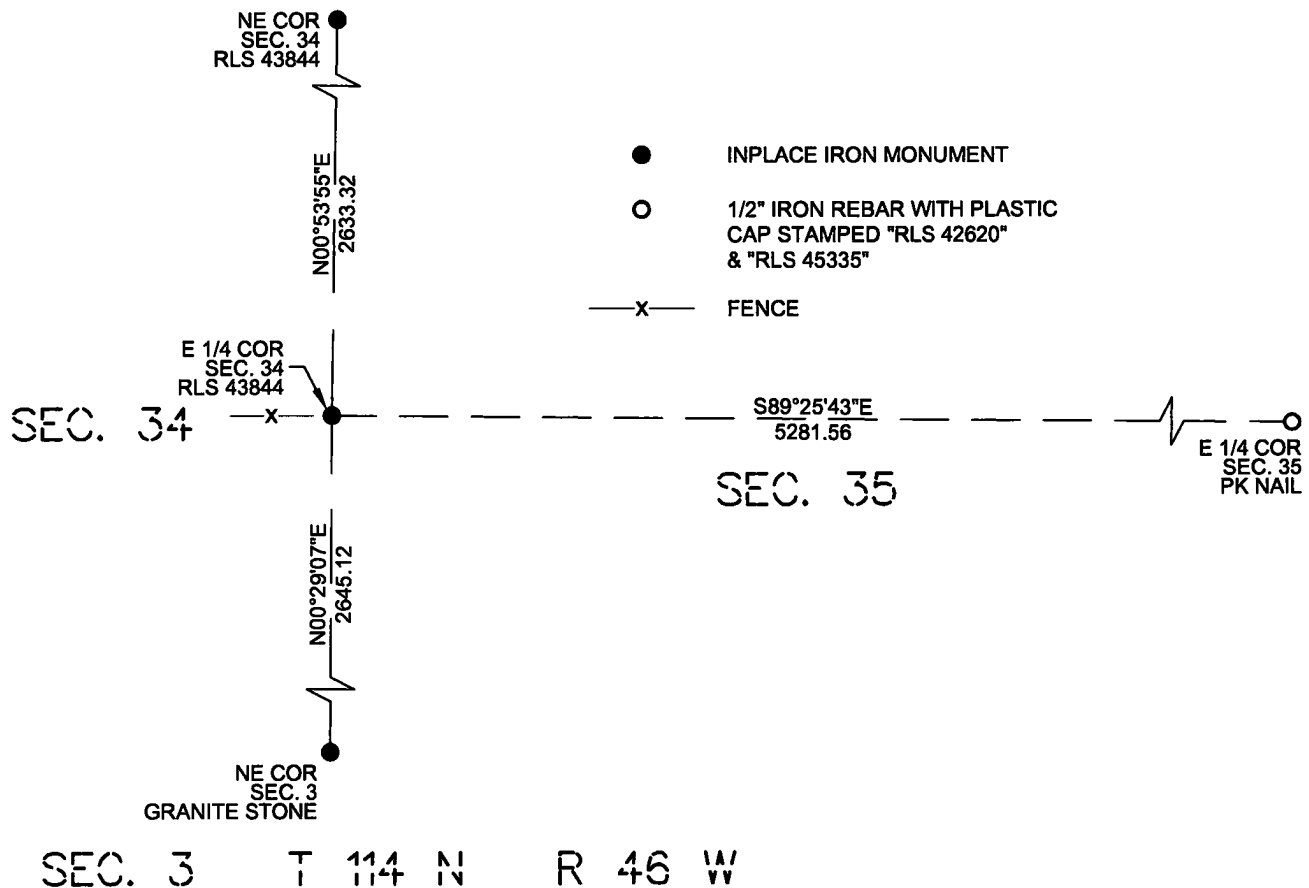 NE COR
SEC. 34
RLS 43844
INPLACE IRON MONUMENT
1/2" IRON REBAR WITH PLASTIC
CAP STAMPED "RLS 42620"
& "RLS 45335"
X FENCE
N00°53'55"E
2633.32
E 1/4 COR
SEC. 34
RLS 43844
SEC. 34
X
S89°25'43"E
5281.56
SEC. 35
E 1/4 COR
SEC. 35
PK NAIL
N00°29'07"E
2645.12
NE COR
SEC. 3
GRANITE STONE
SEC. 3 T 114 N R 46 W